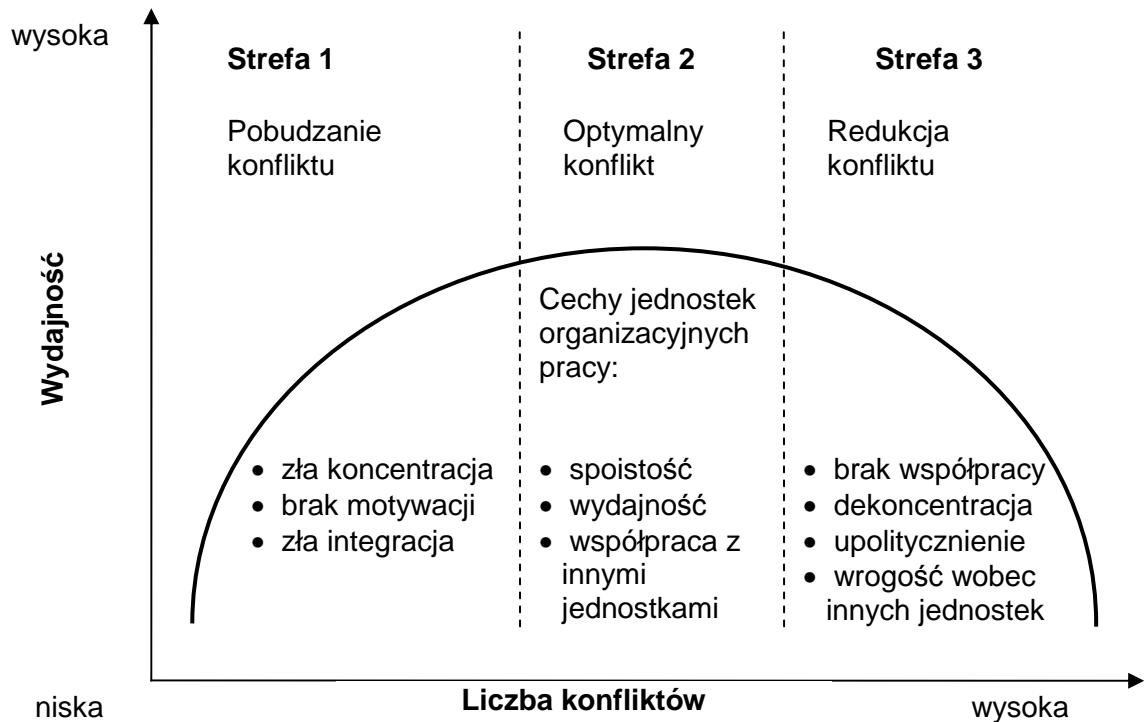 wysoka
Strefa 1
Strefa 2
Strefa 3
Pobudzanie
konfliktu
Optymalny
konflikt
Redukcja
konfliktu
Wydajność
Cechy jednostek
organizacyjnych
pracy:
• zła koncentracja
• brak motywacji
• zła integracja
• spoistość
• wydajność
• współpraca z
innymi
jednostkami
• brak współpracy
• dekoncentracja
• upolitycznienie
• wrogość wobec
innych jednostek
niska
Liczba konfliktów
wysoka